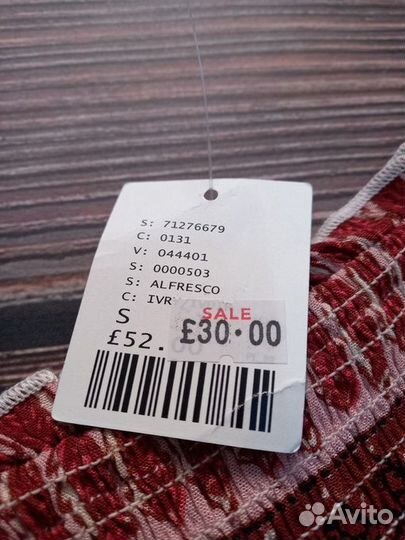 S: 71276679
C: 0131
V: 044401
S: 0000503
S: ALFRESCO
C: IVR
S
£52.
SALE
£30·00
Avito